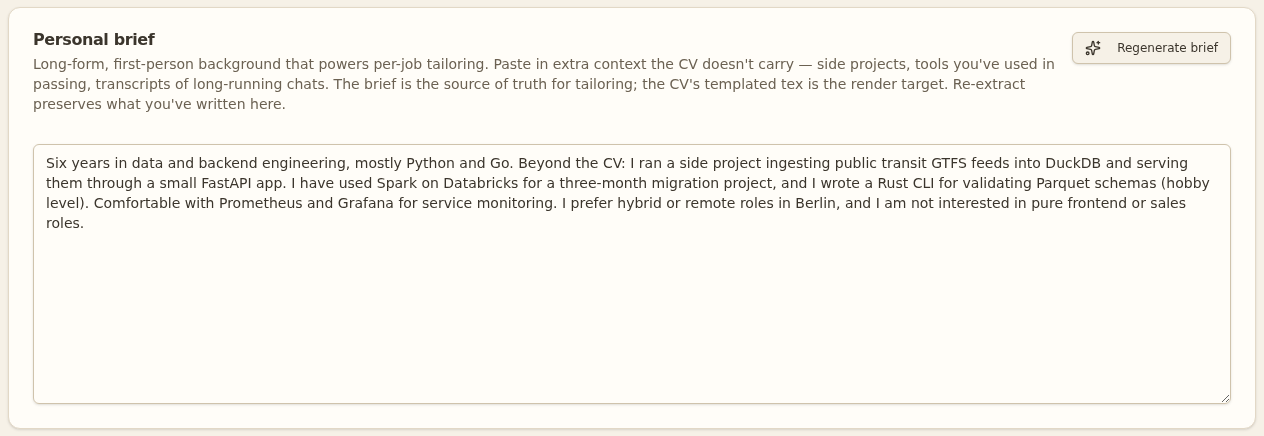 Personal brief
Regenerate brief
Long-form, first-person background that powers per-job tailoring. Paste in extra context the CV doesn't carry — side projects, tools you've used in
passing, transcripts of long-running chats. The brief is the source of truth for tailoring; the CV's templated tex is the render target. Re-extract
preserves what you've written here.
Six years in data and backend engineering, mostly Python and Go. Beyond the CV: I ran a side project ingesting public transit GTFS feeds into DuckDB and serving
them through a small FastAPI app. I have used Spark on Databricks for a three-month migration project, and I wrote a Rust CLI for validating Parquet schemas (hobby
level). Comfortable with Prometheus and Grafana for service monitoring. I prefer hybrid or remote roles in Berlin, and I am not interested in pure frontend or sales
roles.